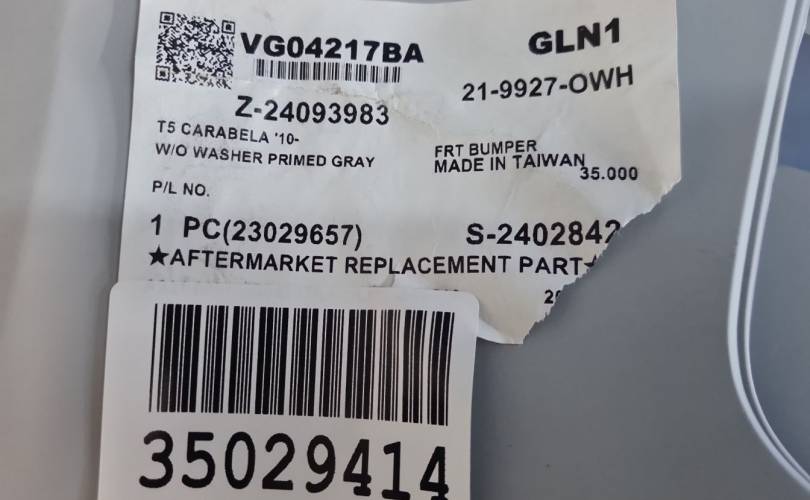 VG04217BA
GLN1
21-9927-OWH
Z-24093983
T5 CARABELA '10-
W/O WASHER PRIMED GRAY
FRT BUMPER
MADE IN TAIWAN
35.000
P/L NO.
1 PC(23029657)
S-2402842
★AFTERMARKET REPLACEMENT PART★
35029414